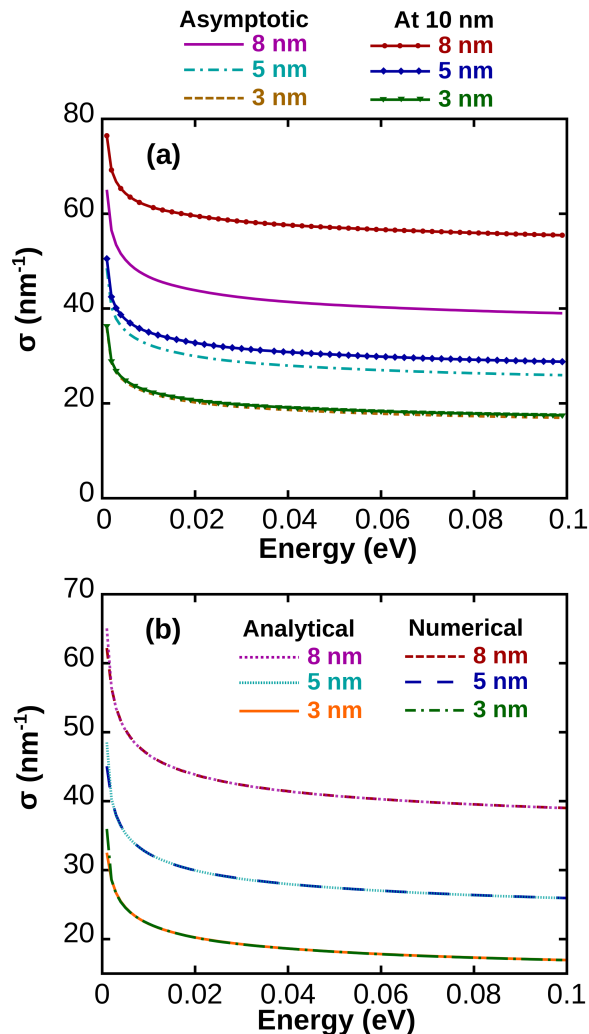 Asymptotic At 10 nm
8 nm 8 nm
5 nm 5 nm
3 nm 3 nm
80
(a)
60
40
20
0
σ (nm-1)
0 0.02 0.04 0.06 0.08 0.1
Energy (eV)
70
(b) Analytical Numerical
8 nm 8 nm
60
5 nm 5 nm
3 nm 3 nm
50
40
30
20
σ (nm-1)
0 0.02 0.04 0.06 0.08 0.1
Energy (eV)